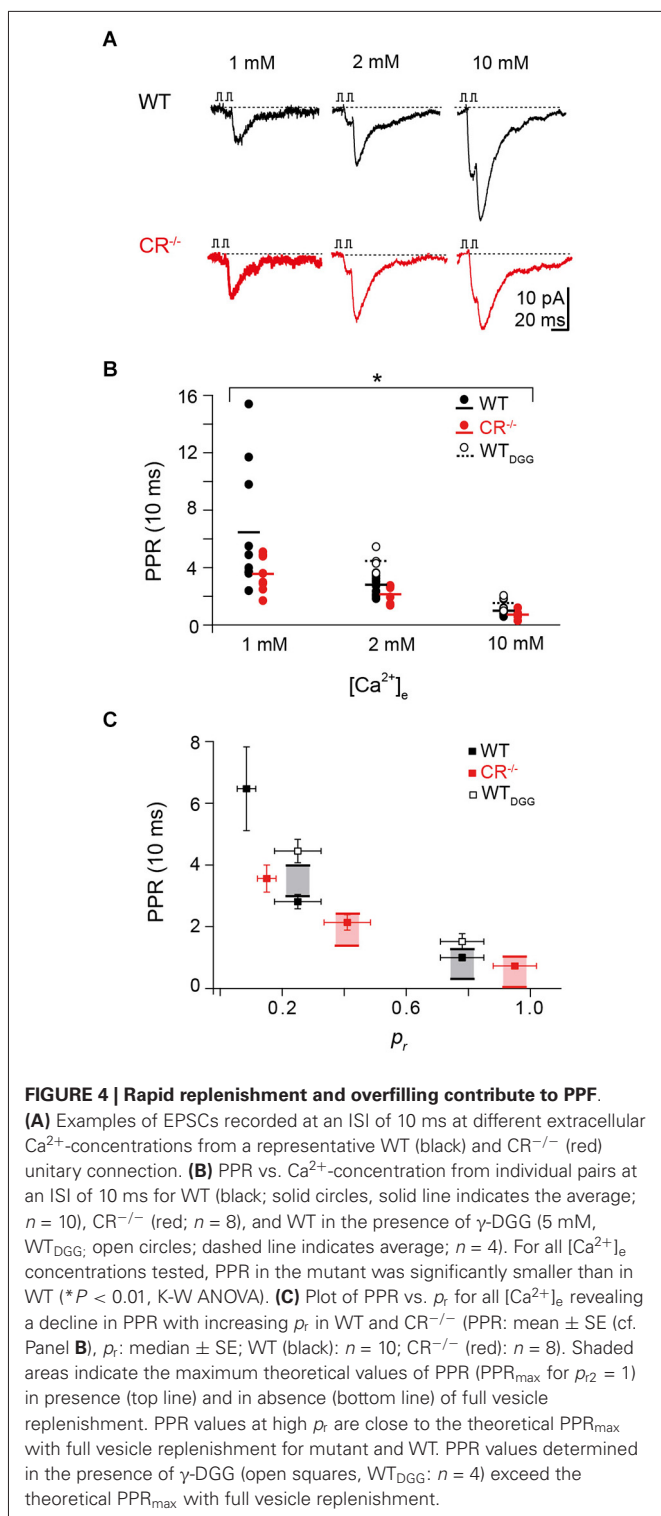 A
1 mM 2 mM 10 mM
WT
CR⁻/⁻
10 pA
20 ms
B
*
16
12
8
4
0
PPR (10 ms)
WT
CR⁻/⁻
WT_DGG
1 mM 2 mM 10 mM
[Ca²⁺]ₑ
C
8
6
4
2
0
PPR (10 ms)
WT
CR⁻/⁻
WT_DGG
0.2 0.6 1.0
pᵣ
FIGURE 4 | Rapid replenishment and overfilling contribute to PPF.
(A) Examples of EPSCs recorded at an ISI of 10 ms at different extracellular
Ca²⁺-concentrations from a representative WT (black) and CR⁻/⁻ (red)
unitary connection. (B) PPR vs. Ca²⁺-concentration from individual pairs at
an ISI of 10 ms for WT (black; solid circles, solid line indicates the average;
n = 10), CR⁻/⁻ (red; n = 8), and WT in the presence of γ-DGG (5 mM,
WT_DGG; open circles; dashed line indicates average; n = 4). For all [Ca²⁺]ₑ
concentrations tested, PPR in the mutant was significantly smaller than in
WT (*P < 0.01, K-W ANOVA). (C) Plot of PPR vs. pᵣ for all [Ca²⁺]ₑ revealing
a decline in PPR with increasing pᵣ in WT and CR⁻/⁻ (PPR: mean ± SE (cf.
Panel B), pᵣ: median ± SE; WT (black): n = 10; CR⁻/⁻ (red): n = 8). Shaded
areas indicate the maximum theoretical values of PPR (PPR_max for p_r2 = 1)
in presence (top line) and in absence (bottom line) of full vesicle
replenishment. PPR values at high pᵣ are close to the theoretical PPR_max
with full vesicle replenishment for mutant and WT. PPR values determined
in the presence of γ-DGG (open squares, WT_DGG: n = 4) exceed the
theoretical PPR_max with full vesicle replenishment.